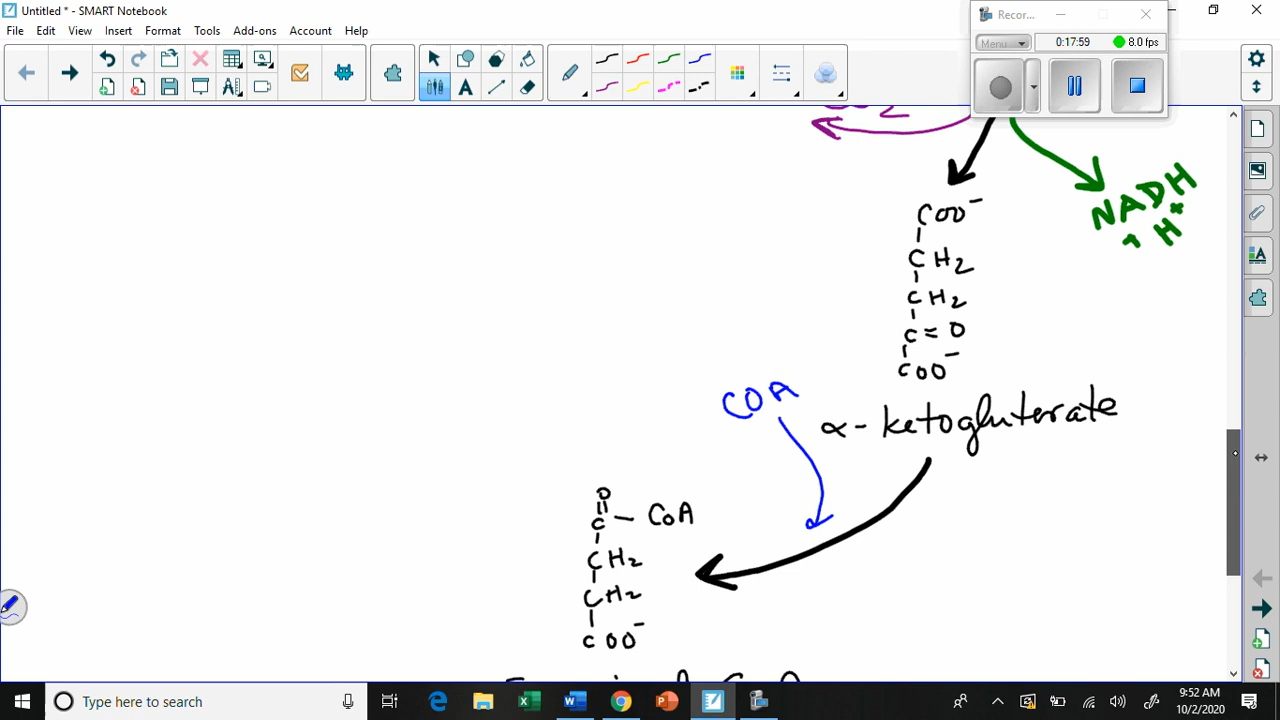 Untitled * - SMART Notebook
File Edit View Insert Format Tools Add-ons Account Help
Recor...
Menu
0:17:59
8.0 fps
NADH
+ H+
COO-
CH2
CH2
C=O
COO-
α-ketogluterate
COA
O
C - CoA
CH2
CH2
COO-
Type here to search
9:52 AM
10/2/2020